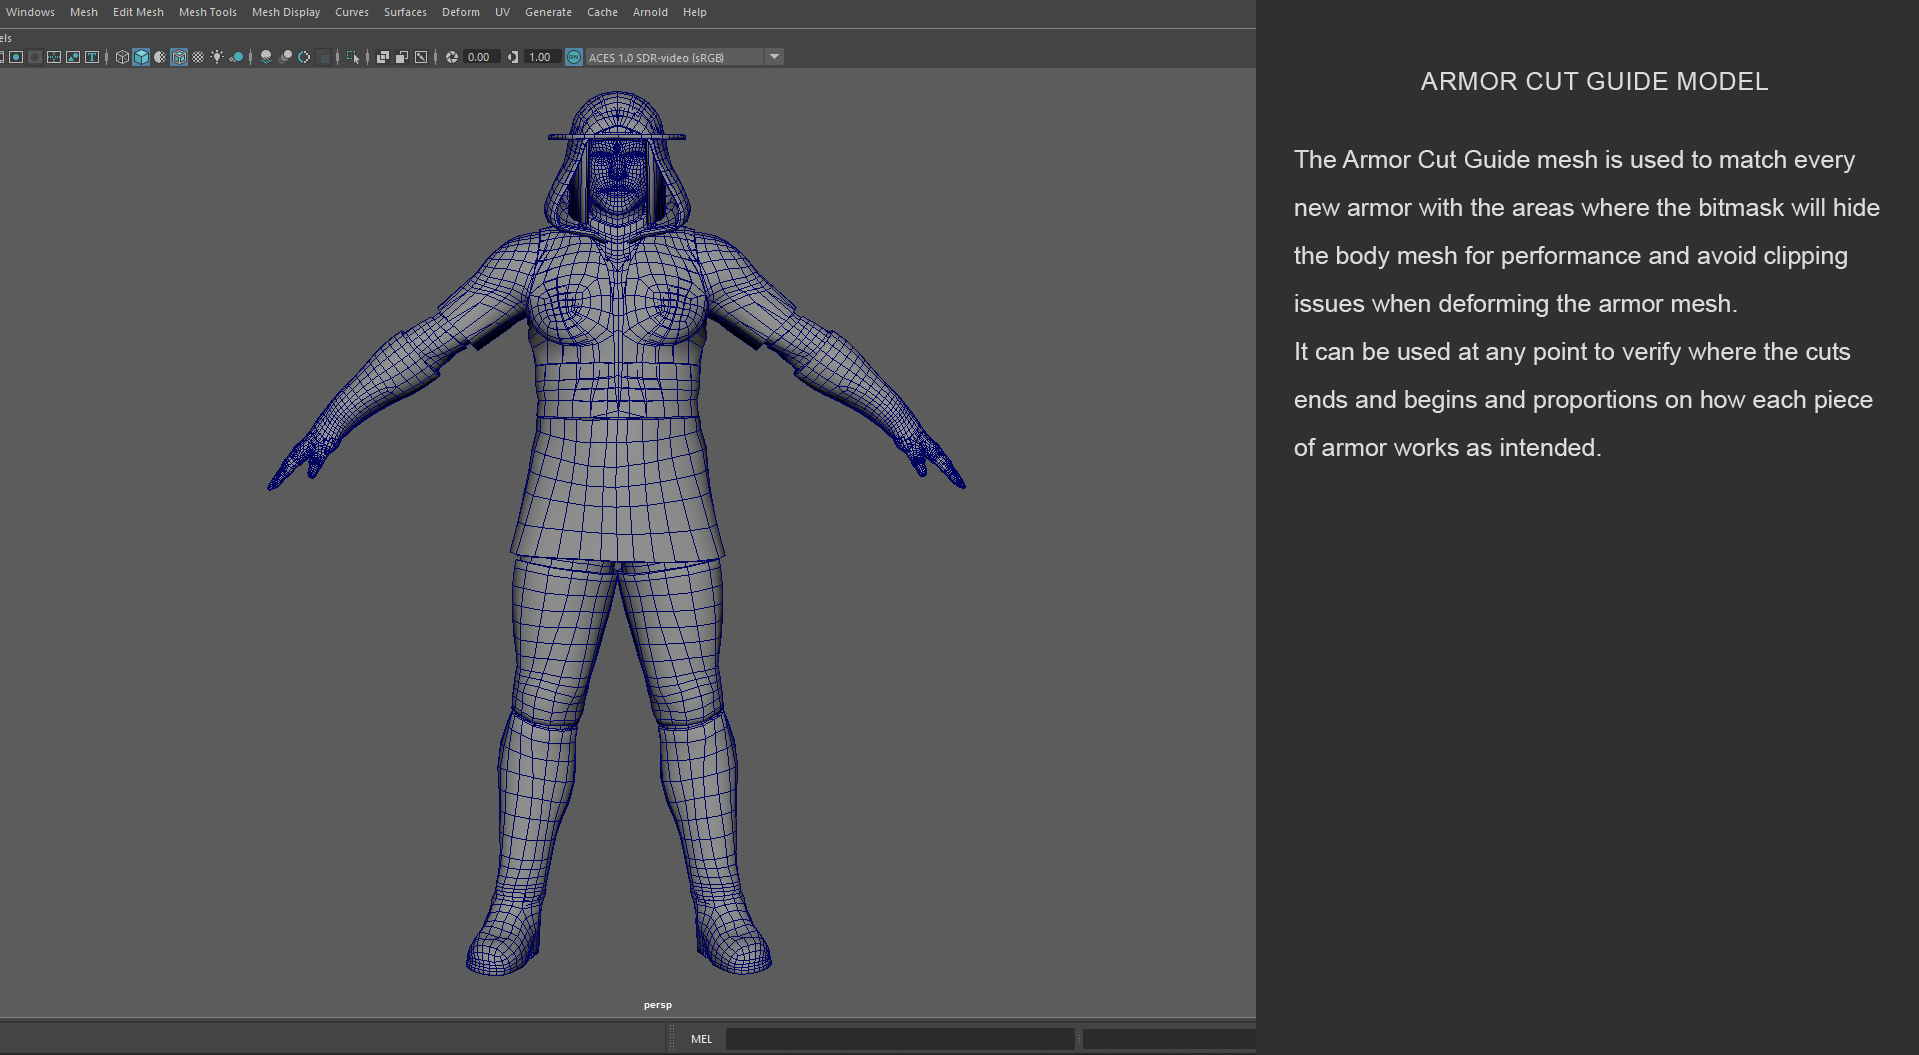 Windows Mesh Edit Mesh Mesh Tools Mesh Display Curves Surfaces Deform UV Generate Cache Arnold Help
els
0.00 1.00 ON ACES 1.0 SDR-video (sRGB)
persp
MEL
ARMOR CUT GUIDE MODEL
The Armor Cut Guide mesh is used to match every
new armor with the areas where the bitmask will hide
the body mesh for performance and avoid clipping
issues when deforming the armor mesh.
It can be used at any point to verify where the cuts
ends and begins and proportions on how each piece
of armor works as intended.